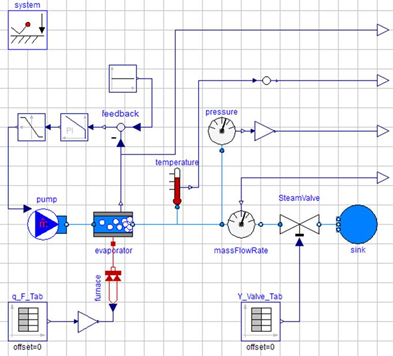 system
feedback
PI
pressure
temperature
pump
SteamValve
evaporator
massFlowRate
sink
furnace
q_F_Tab
Y_Valve_Tab
offset=0
offset=0